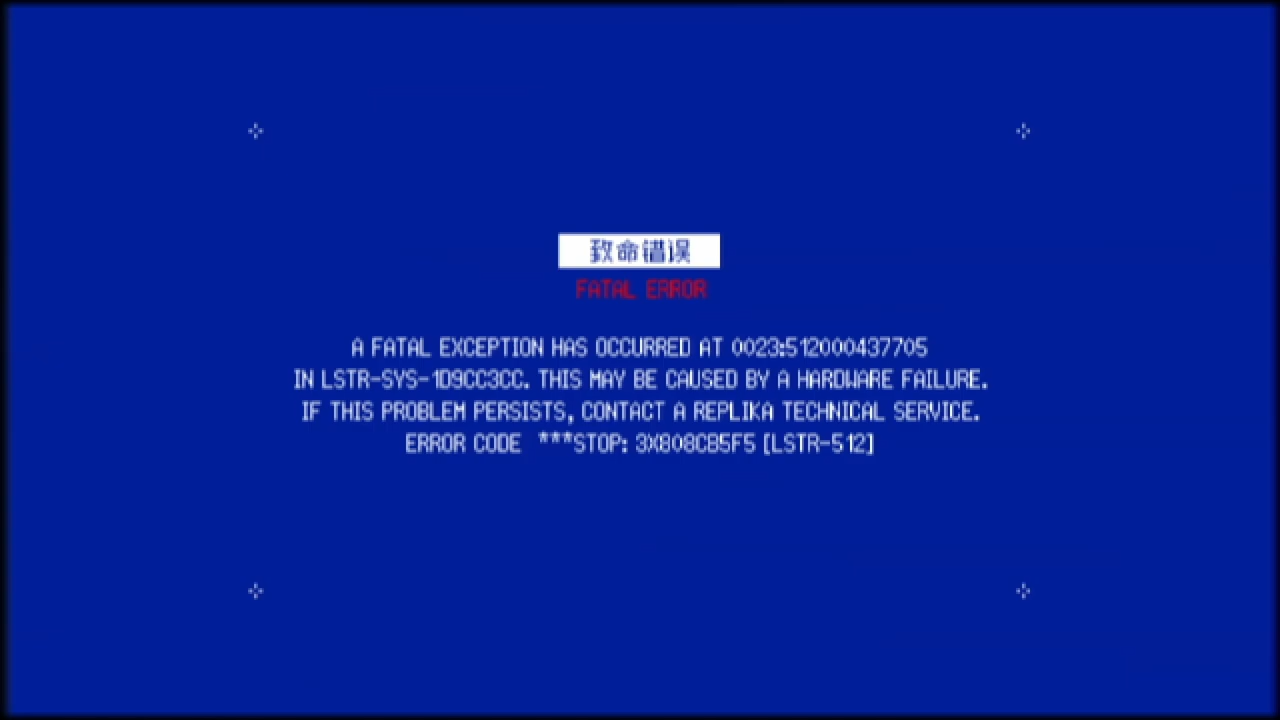 致命错误
FATAL ERROR
A FATAL EXCEPTION HAS OCCURRED AT 0023:512000437705
IN LSTR-SYS-1D9CC3CC. THIS MAY BE CAUSED BY A HARDWARE FAILURE.
IF THIS PROBLEM PERSISTS, CONTACT A REPLIKA TECHNICAL SERVICE.
ERROR CODE ***STOP: 3X808CB5F5 [LSTR-512]